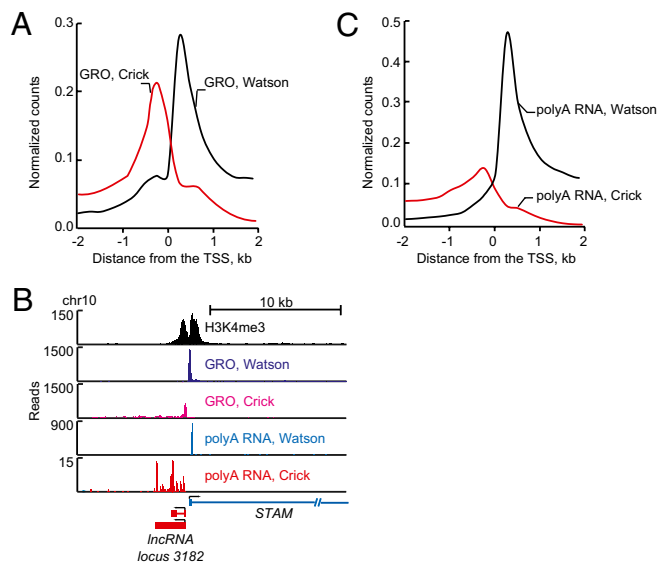 A
0.3
0.2
0.1
0.0
Normalized counts
GRO, Crick
GRO, Watson
-2 -1 0 1 2
Distance from the TSS, kb
C
0.5
0.4
0.3
0.2
0.1
0.0
Normalized counts
polyA RNA, Watson
polyA RNA, Crick
-2 -1 0 1 2
Distance from the TSS, kb
B
chr10
10 kb
150
H3K4me3
1500
GRO, Watson
1500
GRO, Crick
900
polyA RNA, Watson
15
polyA RNA, Crick
Reads
STAM
lncRNA
locus 3182